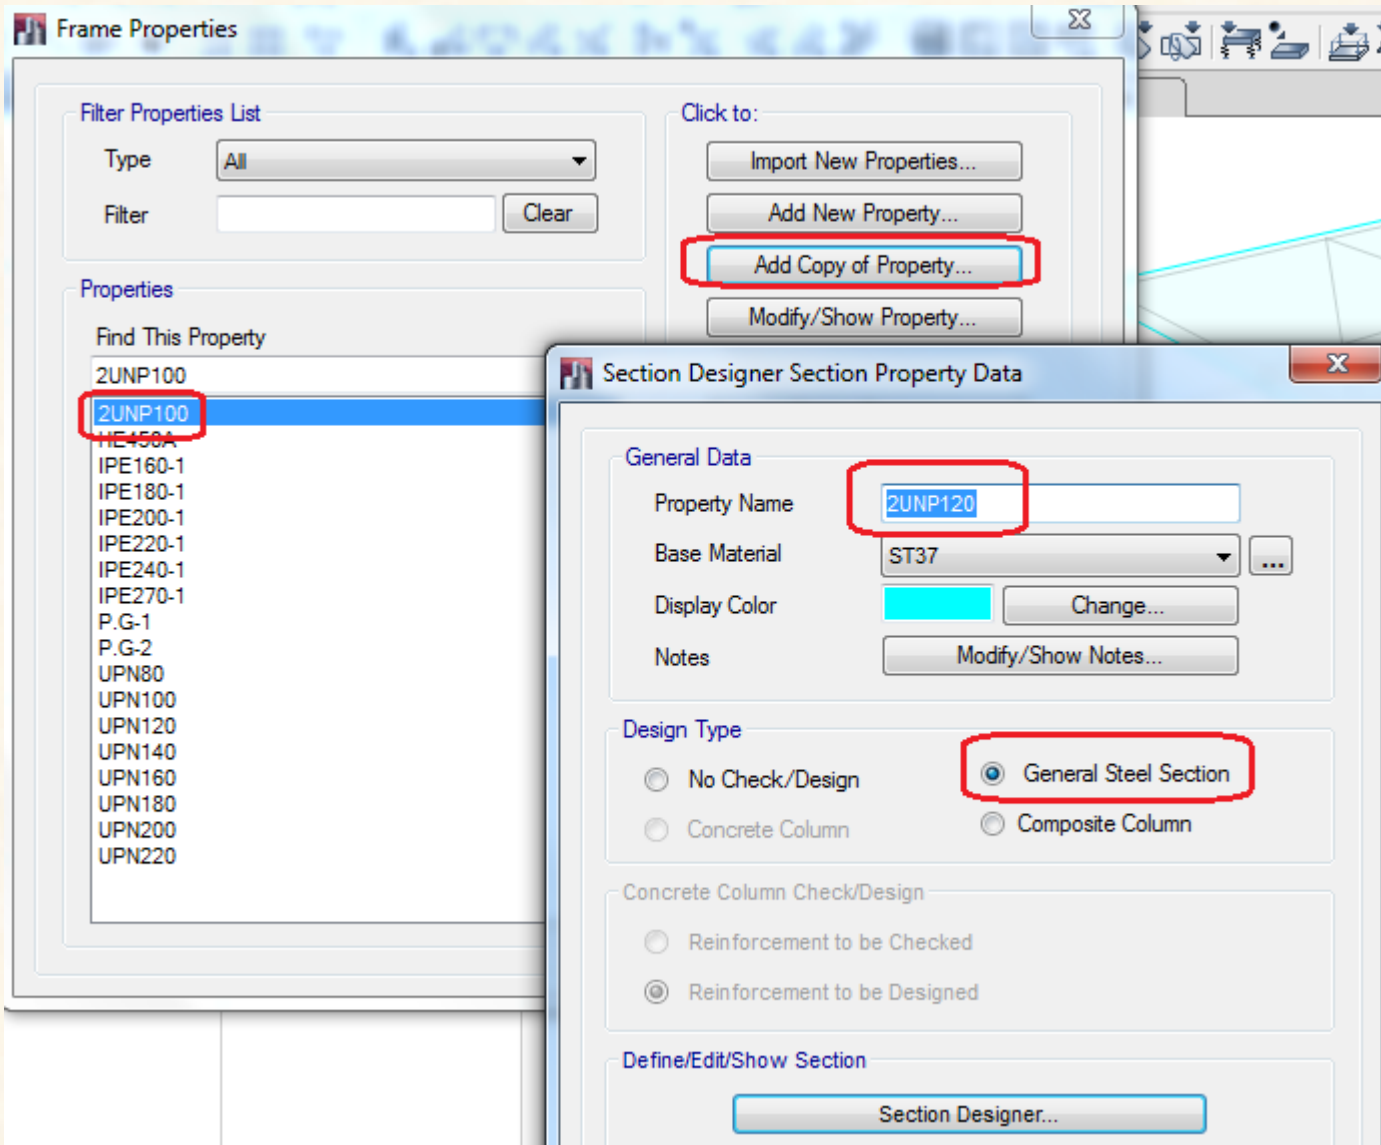 Frame Properties
Filter Properties List
Type
All
Filter
Clear
Click to:
Import New Properties...
Add New Property...
Add Copy of Property...
Modify/Show Property...
Properties
Find This Property
2UNP100
2UNP100
HE450A
IPE160-1
IPE180-1
IPE200-1
IPE220-1
IPE240-1
IPE270-1
P.G-1
P.G-2
UPN80
UPN100
UPN120
UPN140
UPN160
UPN180
UPN200
UPN220
Section Designer Section Property Data
General Data
Property Name
2UNP120
Base Material
ST37
...
Display Color
Change...
Notes
Modify/Show Notes...
Design Type
No Check/Design
General Steel Section
Concrete Column
Composite Column
Concrete Column Check/Design
Reinforcement to be Checked
Reinforcement to be Designed
Define/Edit/Show Section
Section Designer...